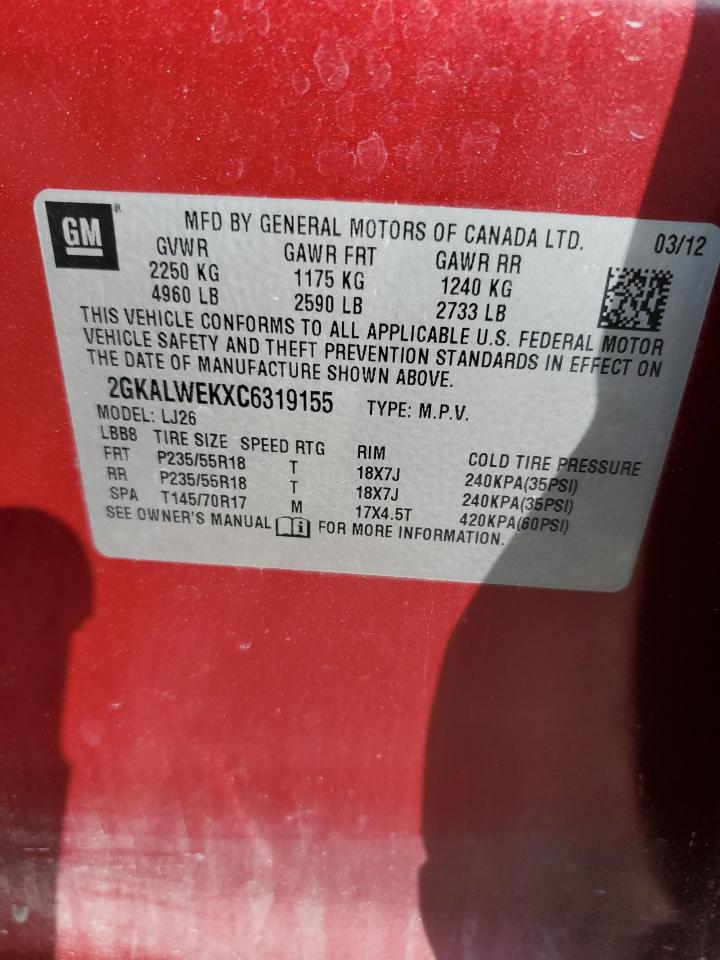 GM ® MFD BY GENERAL MOTORS OF CANADA LTD. 03/12
GVWR GAWR FRT GAWR RR
2250 KG 1175 KG 1240 KG
4960 LB 2590 LB 2733 LB
THIS VEHICLE CONFORMS TO ALL APPLICABLE U.S. FEDERAL MOTOR
VEHICLE SAFETY AND THEFT PREVENTION STANDARDS IN EFFECT ON
THE DATE OF MANUFACTURE SHOWN ABOVE.
2GKALWEKXC6319155 TYPE: M.P.V.
MODEL: LJ26
LBB8 TIRE SIZE SPEED RTG RIM COLD TIRE PRESSURE
FRT P235/55R18 T 18X7J 240KPA(35PSI)
RR P235/55R18 T 18X7J 240KPA(35PSI)
SPA T145/70R17 M 17X4.5T 420KPA(60PSI)
SEE OWNER'S MANUAL i FOR MORE INFORMATION.